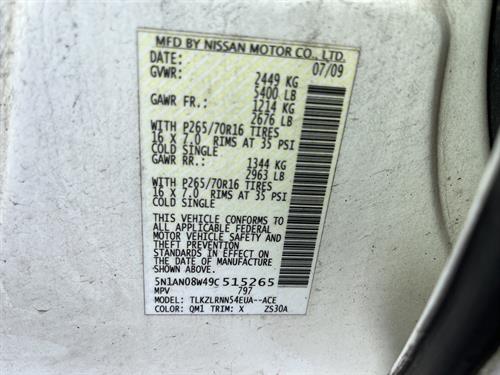 MFD BY NISSAN MOTOR CO., LTD.
DATE: 07/09
GVWR: 2449 KG
5400 LB
GAWR FR.: 1214 KG
2676 LB
WITH P265/70R16 TIRES
16 X 7.0 RIMS AT 35 PSI
COLD SINGLE
GAWR RR.: 1344 KG
2963 LB
WITH P265/70R16 TIRES
16 X 7.0 RIMS AT 35 PSI
COLD SINGLE
THIS VEHICLE CONFORMS TO
ALL APPLICABLE FEDERAL
MOTOR VEHICLE SAFETY AND
THEFT PREVENTION
STANDARDS IN EFFECT ON
THE DATE OF MANUFACTURE
SHOWN ABOVE.
5N1AN08W49C515265
MPV 797
MODEL: TLKZLRNN54EUA--ACE
COLOR: QM1 TRIM: X ZS30A